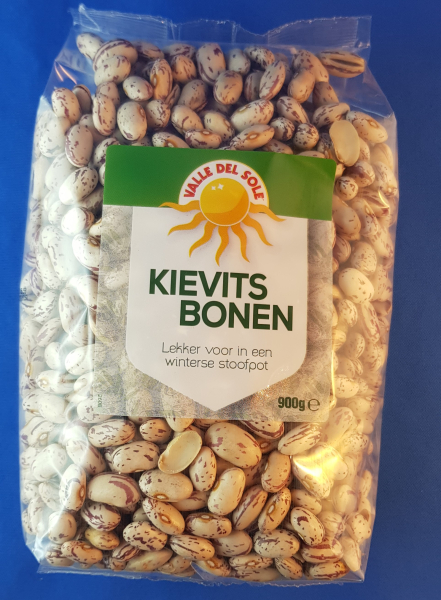 VALLE DEL SOLE
KIEVITS
BONEN
Lekker voor in een
winterse stoofpot
900g e